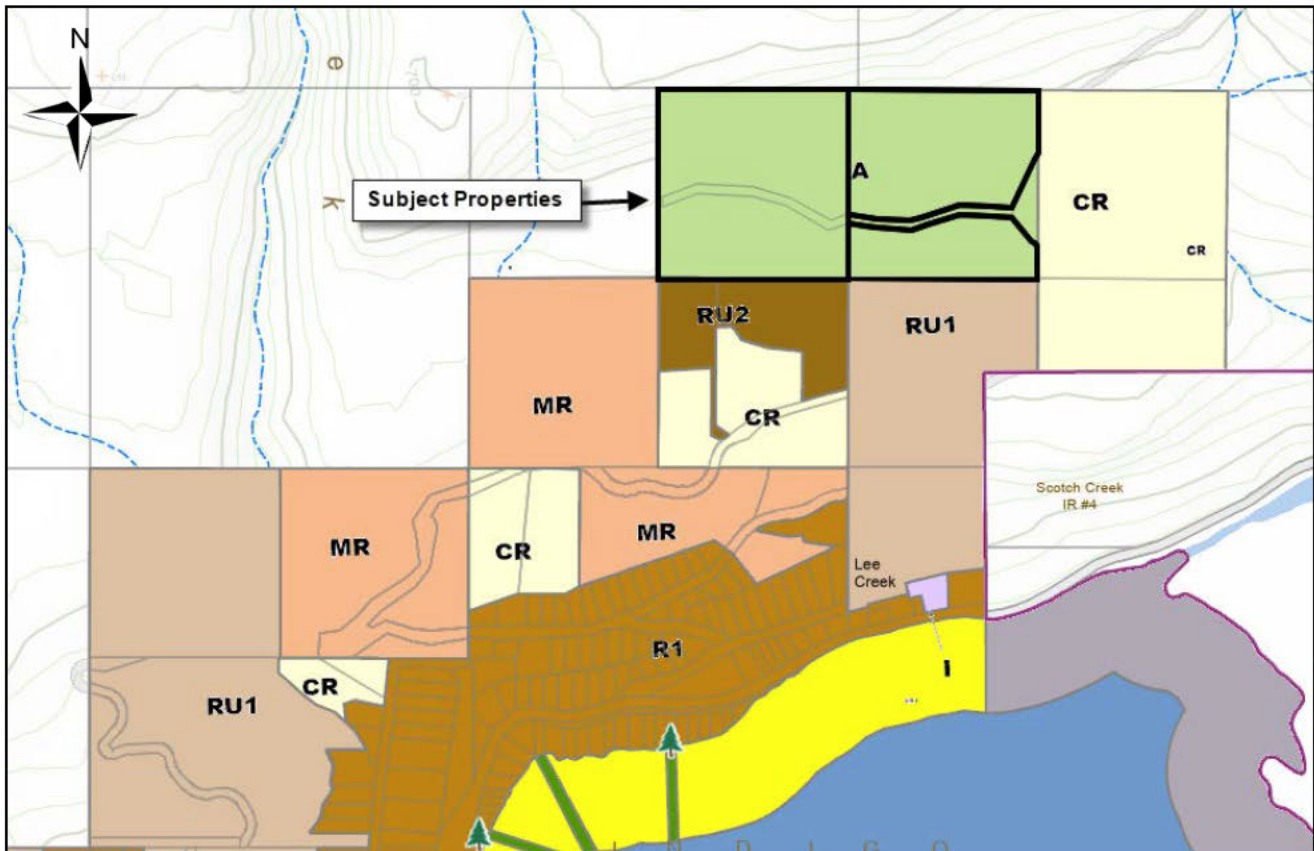 N
e
k
Subject Properties
A
CR
CR
RU2
RU1
MR
CR
Scotch Creek
IR #4
MR
CR
MR
Lee
Creek
R1
I
CR
RU1
I N D I G O